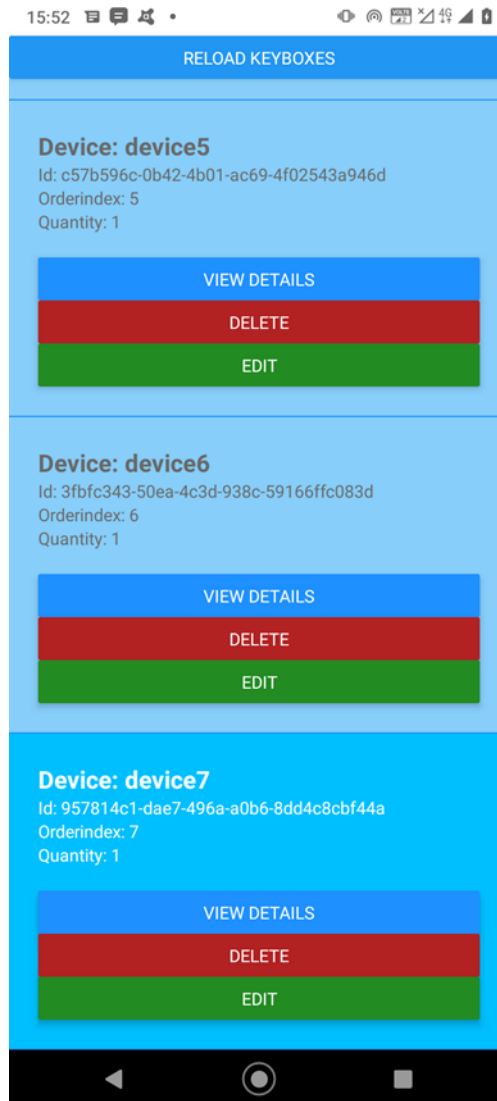 15:52
VOLTE
4G
RELOAD KEYBOXES
Device: device5
Id: c57b596c-0b42-4b01-ac69-4f02543a946d
Orderindex: 5
Quantity: 1
VIEW DETAILS
DELETE
EDIT
Device: device6
Id: 3fbfc343-50ea-4c3d-938c-59166ffc083d
Orderindex: 6
Quantity: 1
VIEW DETAILS
DELETE
EDIT
Device: device7
Id: 957814c1-dae7-496a-a0b6-8dd4c8cbf44a
Orderindex: 7
Quantity: 1
VIEW DETAILS
DELETE
EDIT